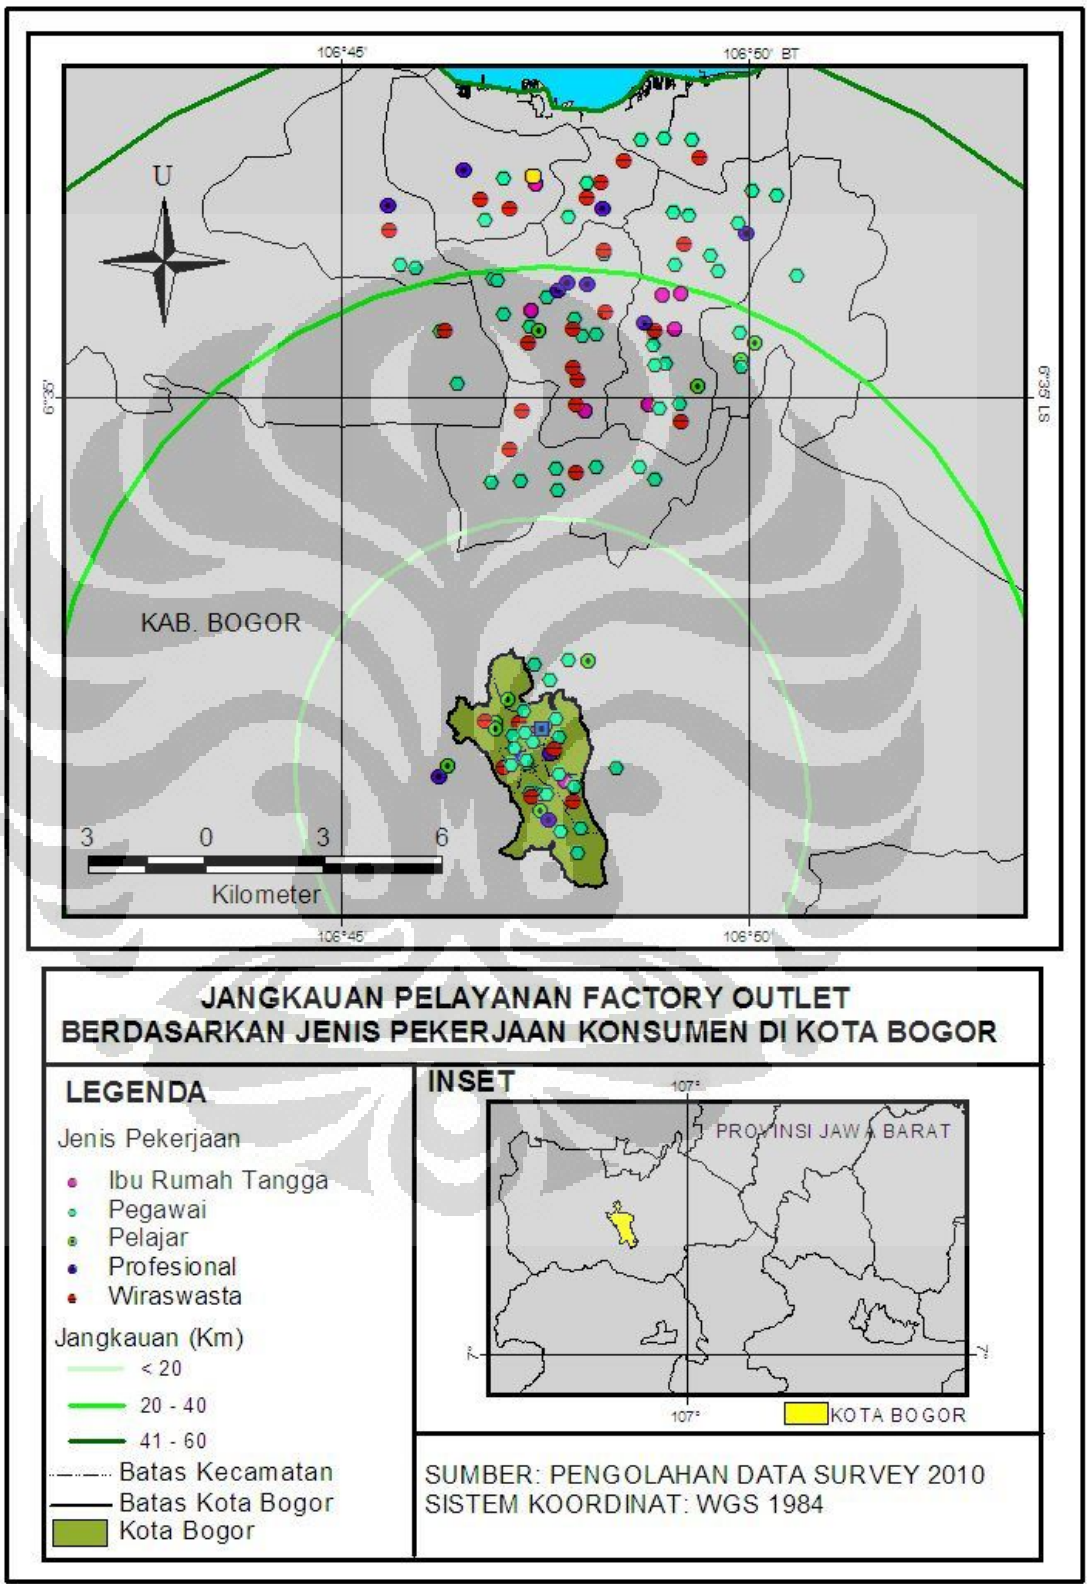 106°45'
106°50' BT
U
6°35'
6°35' LS
KAB. BOGOR
3 0 3 6
Kilometer
106°45'
106°50'
JANGKAUAN PELAYANAN FACTORY OUTLET
BERDASARKAN JENIS PEKERJAAN KONSUMEN DI KOTA BOGOR
LEGENDA
Jenis Pekerjaan
Ibu Rumah Tangga
Pegawai
Pelajar
Profesional
Wiraswasta
Jangkauan (Km)
< 20
20 - 40
41 - 60
Batas Kecamatan
Batas Kota Bogor
Kota Bogor
INSET
107°
PROVINSI JAWA BARAT
7°
7°
107°
KOTA BOGOR
SUMBER: PENGOLAHAN DATA SURVEY 2010
SISTEM KOORDINAT: WGS 1984